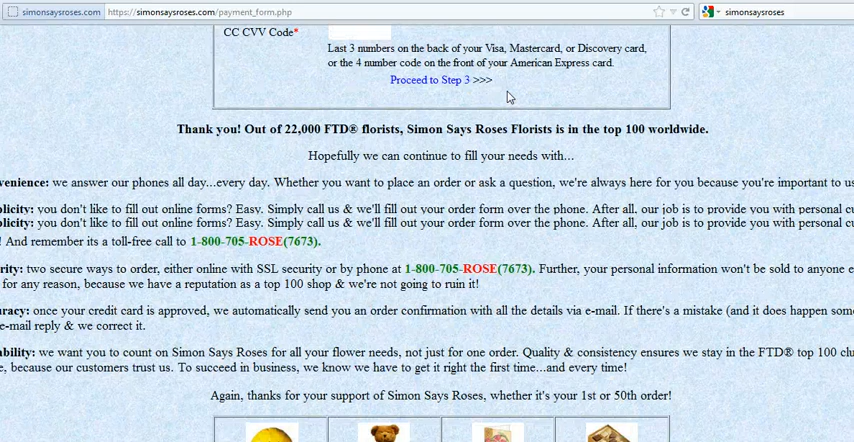 simonsaysroses.com https://simonsaysroses.com/payment_form.php simonsaysroses
CC CVV Code*
Last 3 numbers on the back of your Visa, Mastercard, or Discovery card,
or the 4 number code on the front of your American Express card.
Proceed to Step 3 >>>
Thank you! Out of 22,000 FTD® florists, Simon Says Roses Florists is in the top 100 worldwide.
Hopefully we can continue to fill your needs with...
venience: we answer our phones all day...every day. Whether you want to place an order or ask a question, we're always here for you because you're important to us
plicity: you don't like to fill out online forms? Easy. Simply call us & we'll fill out your order form over the phone. After all, our job is to provide you with personal cu
plicity: you don't like to fill out online forms? Easy. Simply call us & we'll fill out your order form over the phone. After all, our job is to provide you with personal cu
! And remember its a toll-free call to 1-800-705-ROSE(7673).
rity: two secure ways to order, either online with SSL security or by phone at 1-800-705-ROSE(7673). Further, your personal information won't be sold to anyone e
for any reason, because we have a reputation as a top 100 shop & we're not going to ruin it!
uracy: once your credit card is approved, we automatically send you an order confirmation with all the details via e-mail. If there's a mistake (and it does happen som
e-mail reply & we correct it.
ability: we want you to count on Simon Says Roses for all your flower needs, not just for one order. Quality & consistency ensures we stay in the FTD® top 100 clu
e, because our customers trust us. To succeed in business, we know we have to get it right the first time...and every time!
Again, thanks for your support of Simon Says Roses, whether it's your 1st or 50th order!